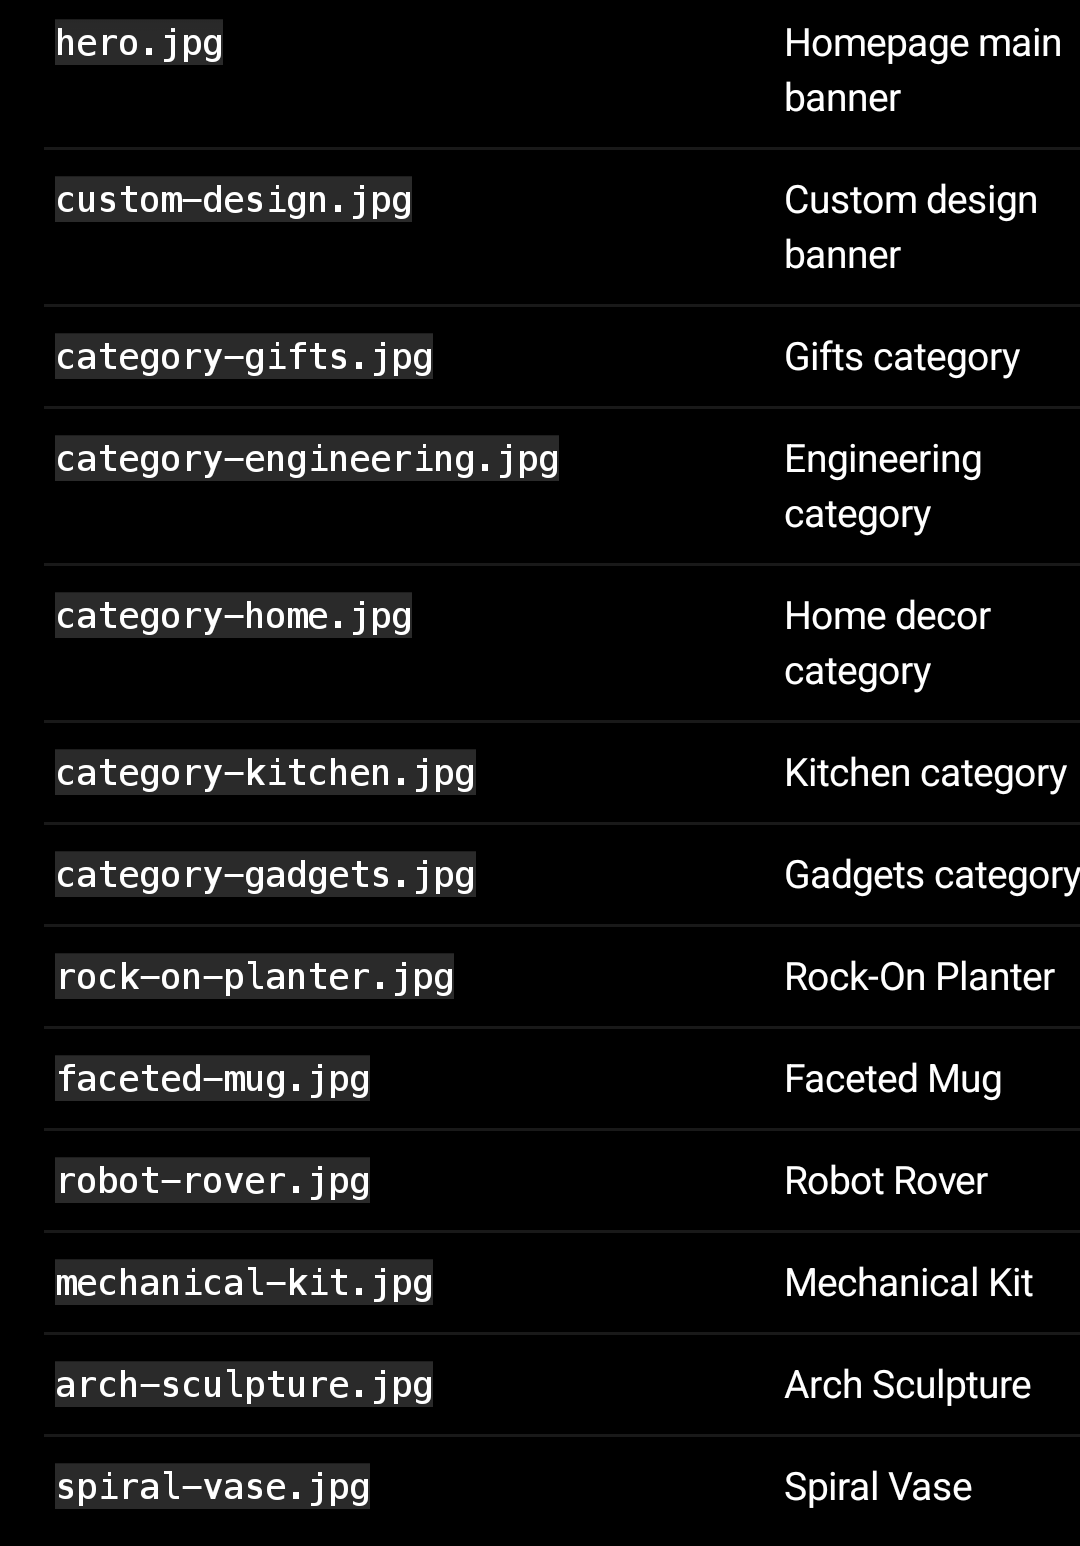 hero.jpg Homepage main
banner
custom-design.jpg Custom design
banner
category-gifts.jpg Gifts category
category-engineering.jpg Engineering
category
category-home.jpg Home decor
category
category-kitchen.jpg Kitchen category
category-gadgets.jpg Gadgets category
rock-on-planter.jpg Rock-On Planter
faceted-mug.jpg Faceted Mug
robot-rover.jpg Robot Rover
mechanical-kit.jpg Mechanical Kit
arch-sculpture.jpg Arch Sculpture
spiral-vase.jpg Spiral Vase